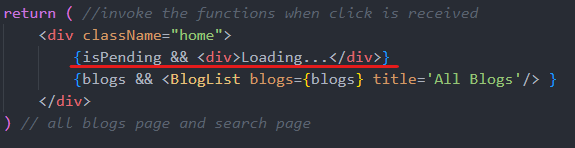 return ( //invoke the functions when click is received
<div className="home">
{isPending && <div>Loading...</div>}
{blogs && <BlogList blogs={blogs} title='All Blogs'/> }
</div>
) // all blogs page and search page